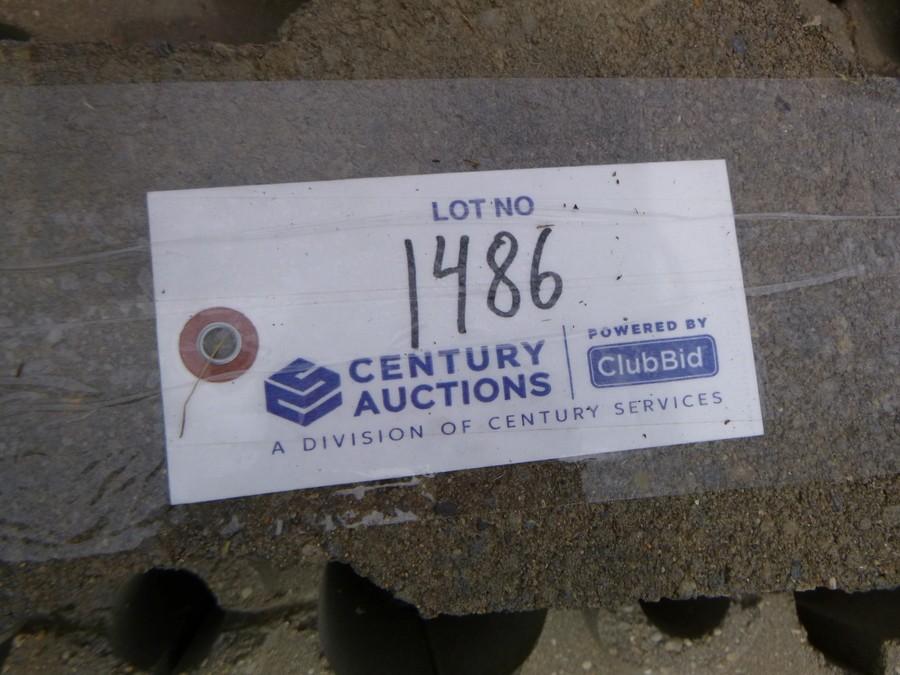 LOT NO
1486
CENTURY
AUCTIONS
POWERED BY
ClubBid
A DIVISION OF CENTURY SERVICES